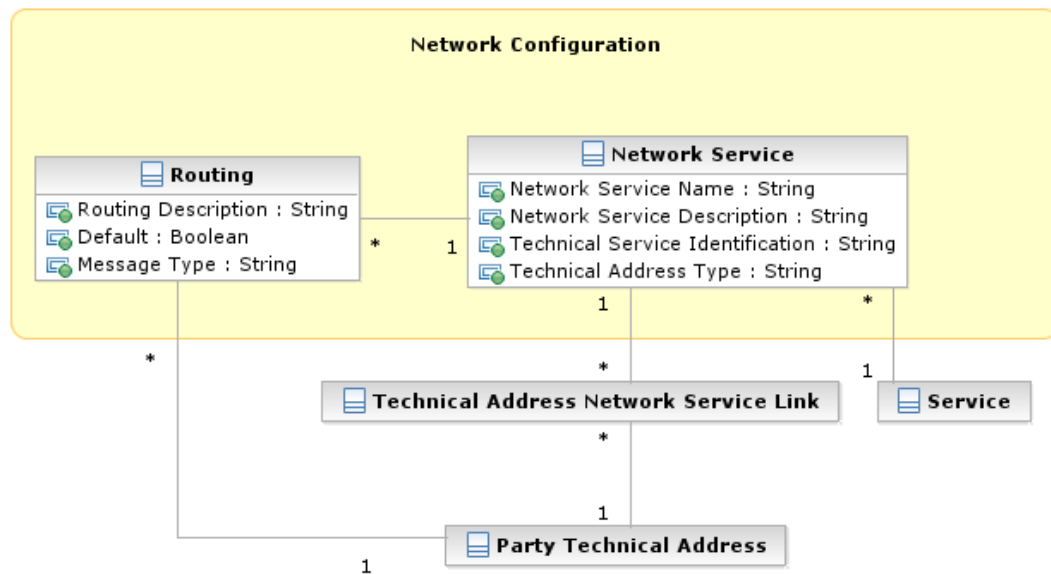 Network Configuration
Routing
Routing Description : String
Default : Boolean
Message Type : String
Network Service
Network Service Name : String
Network Service Description : String
Technical Service Identification : String
Technical Address Type : String
*
1
1
*
*
*
1
Technical Address Network Service Link
Service
*
1
Party Technical Address
1